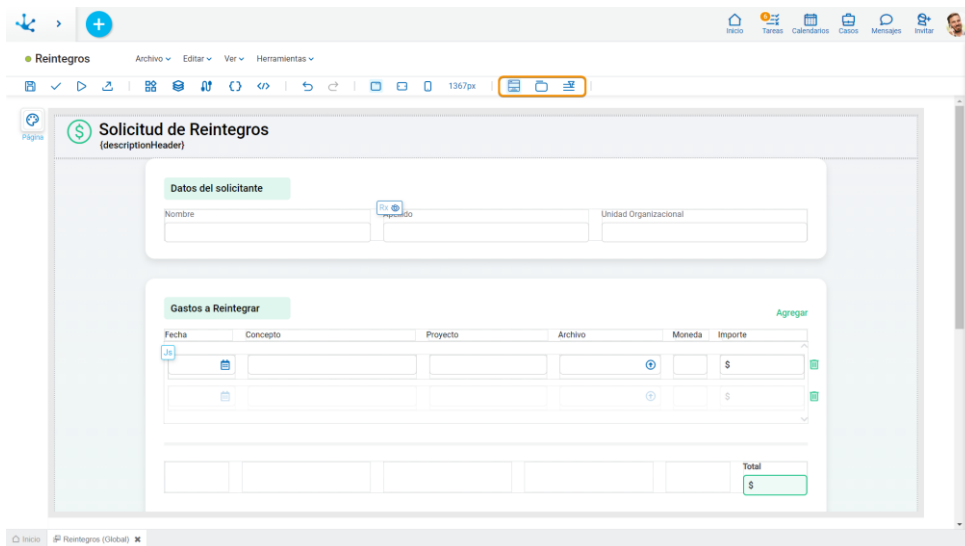 6
Inicio Tareas Calendarios Casos Mensajes Invitar
Reintegros Archivo Editar Ver Herramientas
1367px
Página
Solicitud de Reintegros
{descriptionHeader}
Datos del solicitante
Rx
Nombre Apellido Unidad Organizacional
Gastos a Reintegrar
Agregar
Fecha Concepto Proyecto Archivo Moneda Importe
Js
$
$
Total
$
Inicio Reintegros (Global)